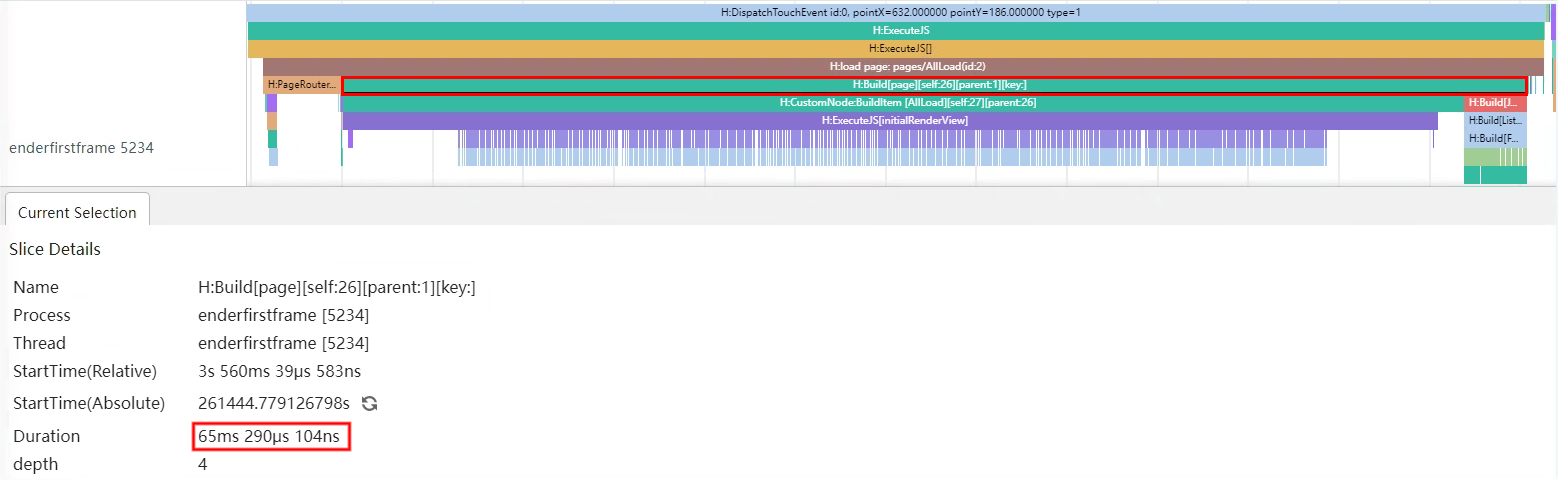 H:DispatchTouchEvent id:0, pointX=632.000000 pointY=186.000000 type=1
H:ExecuteJS
H:ExecuteJS[]
H:load page: pages/AllLoad(id:2)
H:PageRouter... H:Build[page][self:26][parent:1][key:]
H:CustomNode:BuildItem [AllLoad][self:27][parent:26] H:Build[J...
H:ExecuteJS[initialRenderView] H:Build[List...
H:Build[F...
enderfirstframe 5234
Current Selection
Slice Details
Name H:Build[page][self:26][parent:1][key:]
Process enderfirstframe [5234]
Thread enderfirstframe [5234]
StartTime(Relative) 3s 560ms 39μs 583ns
StartTime(Absolute) 261444.779126798s
Duration 65ms 290μs 104ns
depth 4